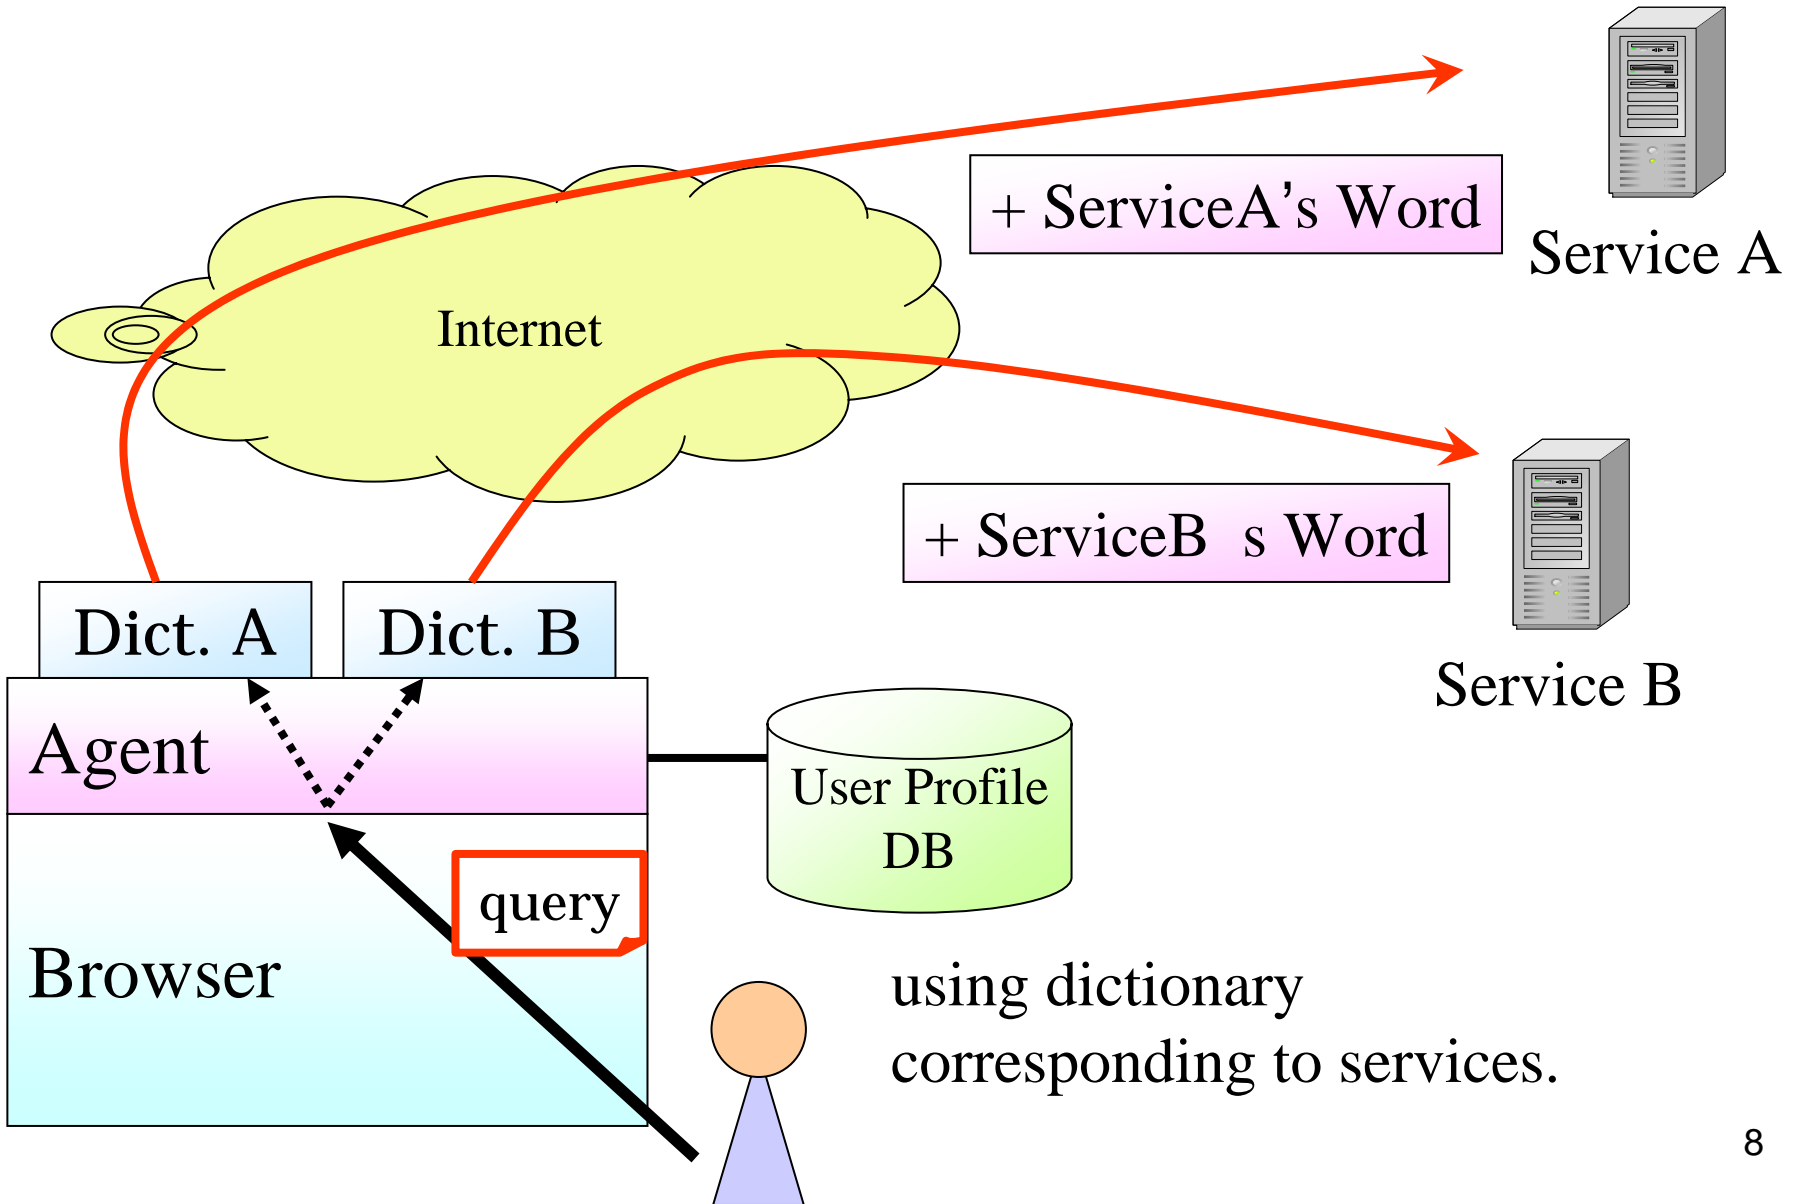 + ServiceA’s Word
Service A
Internet
+ ServiceB s Word
Service B
Dict. A
Dict. B
Agent
User Profile
DB
query
Browser
using dictionary
corresponding to services.
8